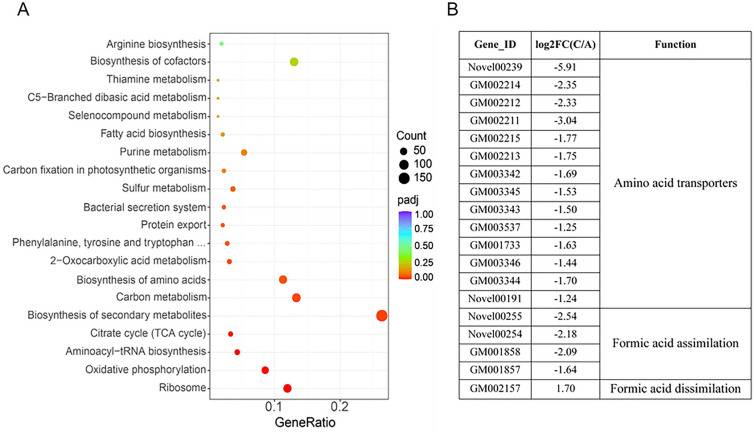 A
Arginine biosynthesis
Biosynthesis of cofactors
Thiamine metabolism
C5−Branched dibasic acid metabolism
Selenocompound metabolism
Fatty acid biosynthesis
Purine metabolism
Carbon fixation in photosynthetic organisms
Sulfur metabolism
Bacterial secretion system
Protein export
Phenylalanine, tyrosine and tryptophan ...
2−Oxocarboxylic acid metabolism
Biosynthesis of amino acids
Carbon metabolism
Biosynthesis of secondary metabolites
Citrate cycle (TCA cycle)
Aminoacyl−tRNA biosynthesis
Oxidative phosphorylation
Ribosome
0.1 0.2
GeneRatio
Count
50
100
150
padj
1.00
0.75
0.50
0.25
0.00
B
Gene_ID log2FC(C/A) Function
Novel00239 -5.91
GM002214 -2.35
GM002212 -2.33
GM002211 -3.04
GM002215 -1.77
GM002213 -1.75
GM003342 -1.69
Amino acid transporters
GM003345 -1.53
GM003343 -1.50
GM003537 -1.25
GM001733 -1.63
GM003346 -1.44
GM003344 -1.70
Novel00191 -1.24
Novel00255 -2.54
Novel00254 -2.18
Formic acid assimilation
GM001858 -2.09
GM001857 -1.64
GM002157 1.70 Formic acid dissimilation